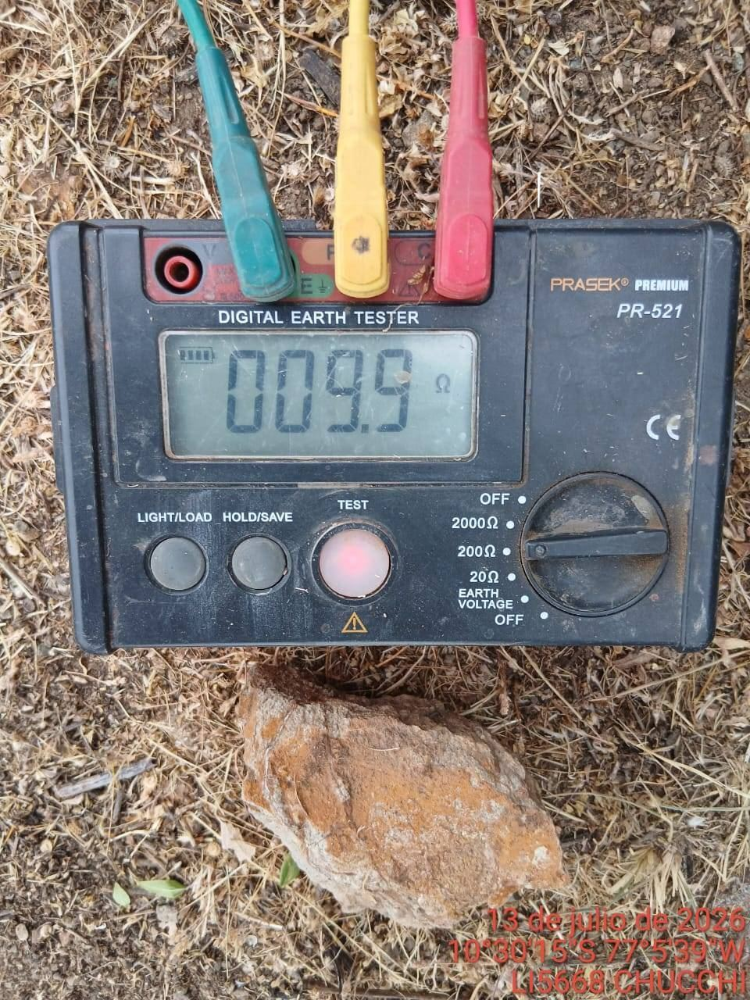 V
E
P
C
PRASEK® PREMIUM
PR-521
DIGITAL EARTH TESTER
009.9 Ω
CE
LIGHT/LOAD HOLD/SAVE TEST
OFF
2000Ω
200Ω
20Ω
EARTH
VOLTAGE
OFF
13 de julio de 2026
10°30'15"S 77°5'39"W
LI5668 CHUCCHI